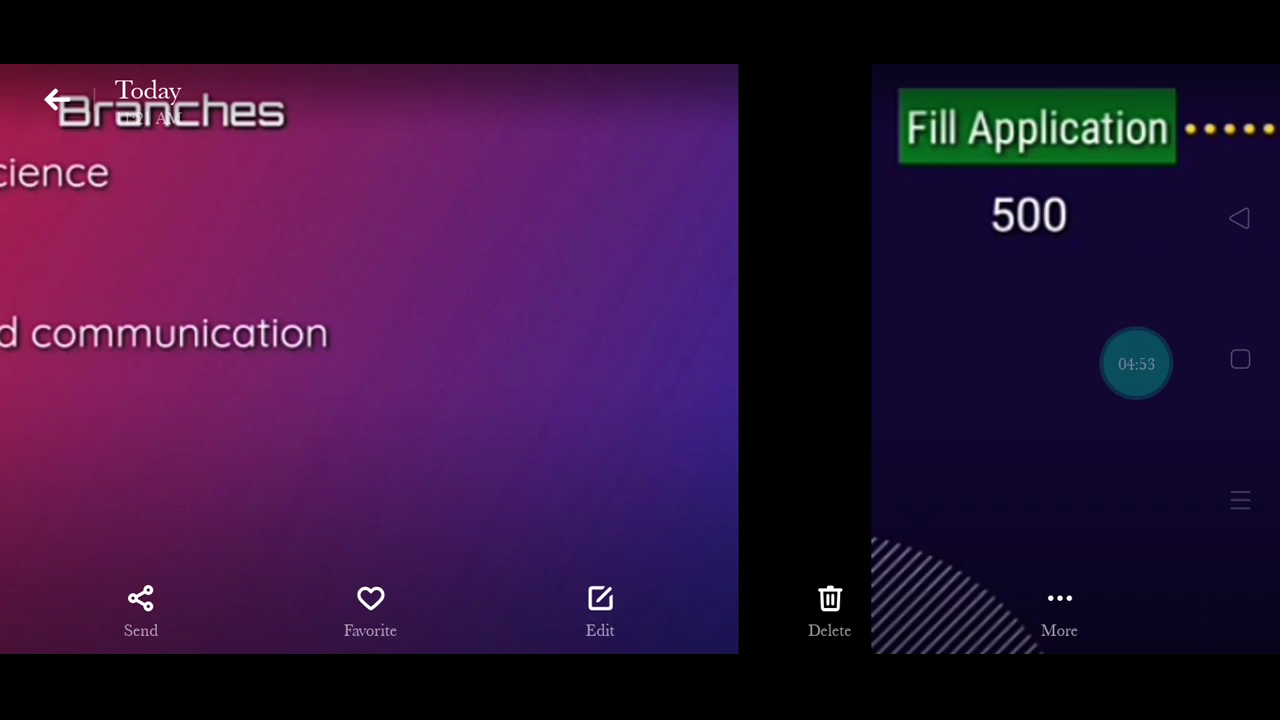 Today
Branches
cience
d communication
Fill Application
500
04:53
Send
Favorite
Edit
Delete
More